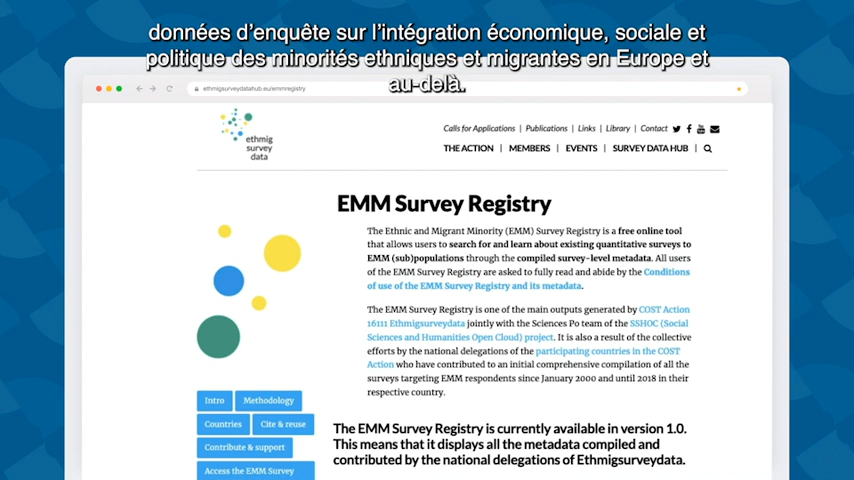 données d'enquête sur l'intégration économique, sociale et
politique des minorités ethniques et migrantes en Europe et
au-delà.
ethmigsurveydatahub.eu/emmregistry
ethmig
survey
data
Calls for Applications | Publications | Links | Library | Contact
THE ACTION | MEMBERS | EVENTS | SURVEY DATA HUB |
EMM Survey Registry
The Ethnic and Migrant Minority (EMM) Survey Registry is a free online tool
that allows users to search for and learn about existing quantitative surveys to
EMM (sub)populations through the compiled survey-level metadata. All users
of the EMM Survey Registry are asked to fully read and abide by the Conditions
of use of the EMM Survey Registry and its metadata.
The EMM Survey Registry is one of the main outputs generated by COST Action
16111 Ethmigsurveydata jointly with the Sciences Po team of the SSHOC (Social
Sciences and Humanities Open Cloud) project. It is also a result of the collective
efforts by the national delegations of the participating countries in the COST
Action who have contributed to an initial comprehensive compilation of all the
surveys targeting EMM respondents since January 2000 and until 2018 in their
respective country.
Intro
Methodology
Countries
Cite & reuse
Contribute & support
Access the EMM Survey
The EMM Survey Registry is currently available in version 1.0.
This means that it displays all the metadata compiled and
contributed by the national delegations of Ethmigsurveydata.